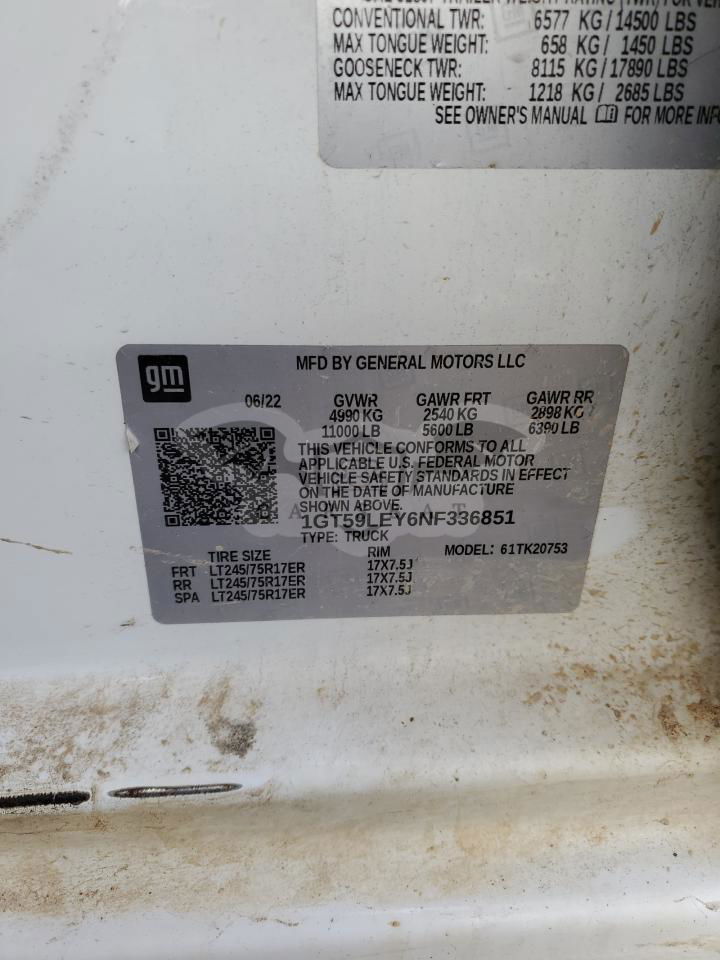 CONVENTIONAL TWR: 6577 KG/14500 LBS
MAX TONGUE WEIGHT: 658 KG/ 1450 LBS
GOOSENECK TWR: 8115 KG/17890 LBS
MAX TONGUE WEIGHT: 1218 KG/ 2685 LBS
SEE OWNER'S MANUAL FOR MORE INFO
gm
MFD BY GENERAL MOTORS LLC
06/22 GVWR GAWR FRT GAWR RR
4990 KG 2540 KG 2898 KG
11000 LB 5600 LB 6390 LB
THIS VEHICLE CONFORMS TO ALL
APPLICABLE U.S. FEDERAL MOTOR
VEHICLE SAFETY STANDARDS IN EFFECT
ON THE DATE OF MANUFACTURE
SHOWN ABOVE.
1GT59LEY6NF336851
TYPE: TRUCK
MODEL: 61TK20753
TIRE SIZE RIM
FRT LT245/75R17ER 17X7.5J
RR LT245/75R17ER 17X7.5J
SPA LT245/75R17ER 17X7.5J